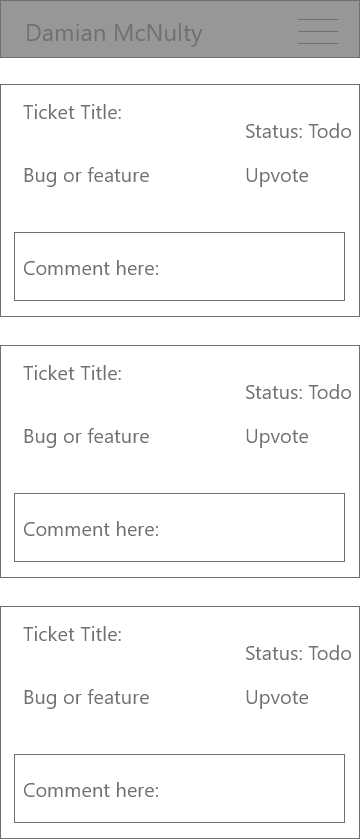 Damian McNulty
Ticket Title:
Status: Todo
Bug or feature
Upvote
Comment here:
Ticket Title:
Status: Todo
Bug or feature
Upvote
Comment here:
Ticket Title:
Status: Todo
Bug or feature
Upvote
Comment here: